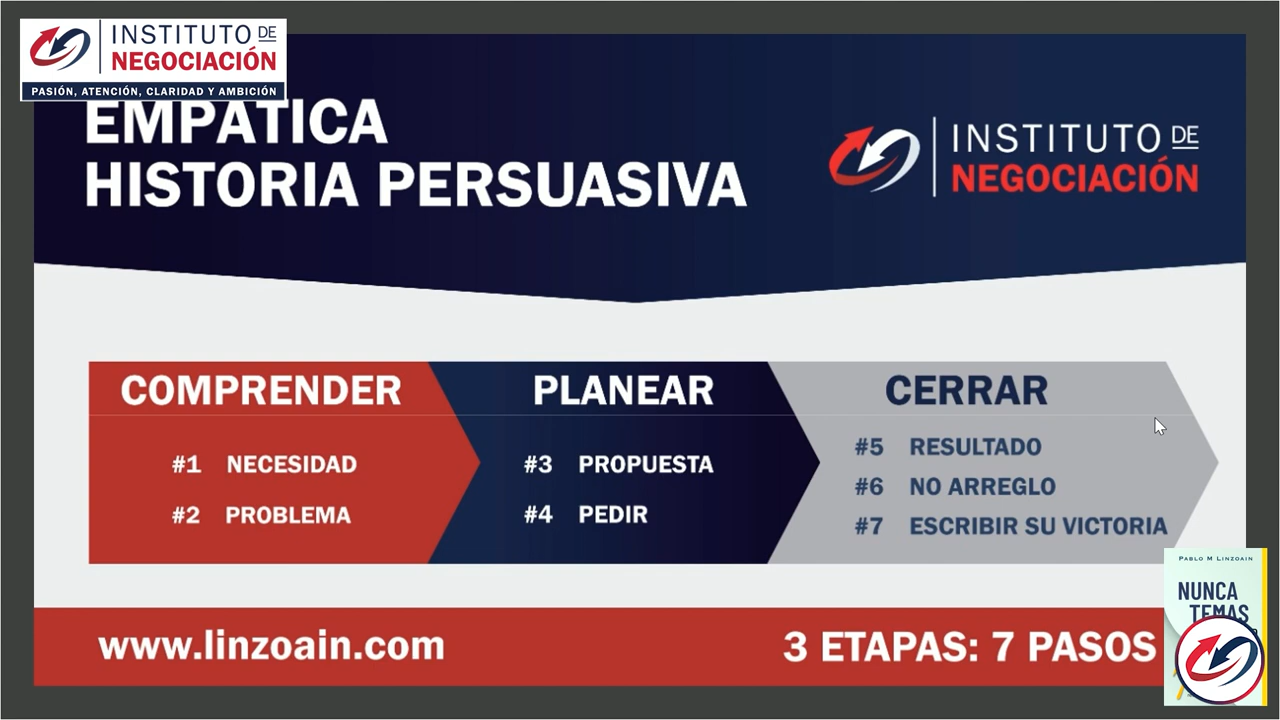 INSTITUTO DE
NEGOCIACIÓN
PASIÓN, ATENCIÓN, CLARIDAD Y AMBICIÓN
EMPÁTICA
HISTORIA PERSUASIVA
INSTITUTO DE
NEGOCIACIÓN
COMPRENDER
#1 NECESIDAD
#2 PROBLEMA
PLANEAR
#3 PROPUESTA
#4 PEDIR
CERRAR
#5 RESULTADO
#6 NO ARREGLO
#7 ESCRIBIR SU VICTORIA
www.linzoain.com
3 ETAPAS: 7 PASOS
PABLO M LINZOAIN
NUNCA
TEMAS